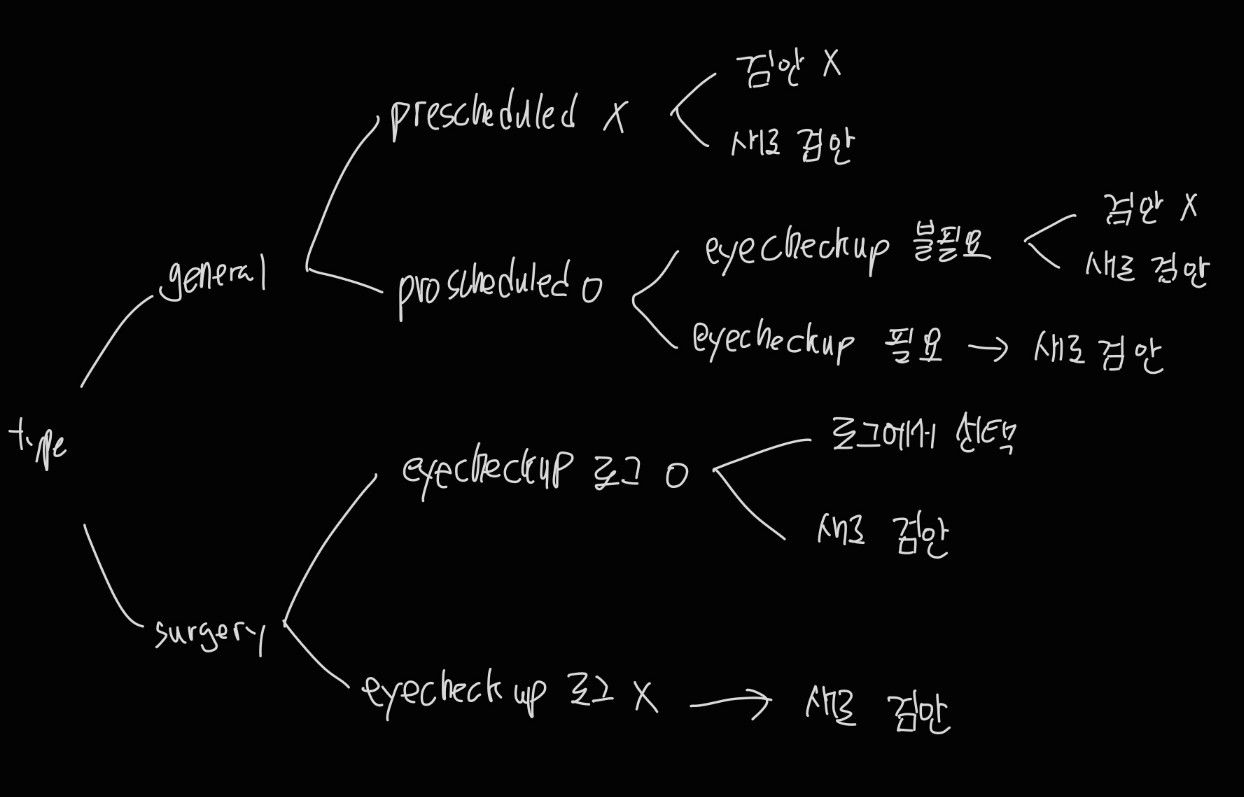 type
general
prescheduled X
검안 X
새로 검안
proscheduled O
eyecheckup 불필요
검안 X
새로 검안
eyecheckup 필요 → 새로 검안
surgery
eyecheckup 로그 O
로그에서 선택
새로 검안
eyecheckup 로그 X → 새로 검안